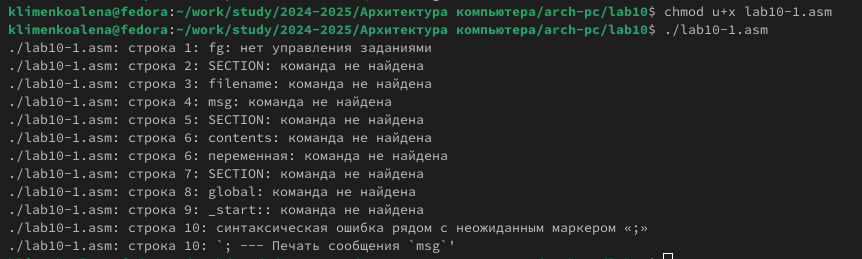 klimenkoalena@fedora:~/work/study/2024-2025/Архитектура компьютера/arch-pc/lab10$ chmod u+x lab10-1.asm
klimenkoalena@fedora:~/work/study/2024-2025/Архитектура компьютера/arch-pc/lab10$ ./lab10-1.asm
./lab10-1.asm: строка 1: fg: нет управления заданиями
./lab10-1.asm: строка 2: SECTION: команда не найдена
./lab10-1.asm: строка 3: filename: команда не найдена
./lab10-1.asm: строка 4: msg: команда не найдена
./lab10-1.asm: строка 5: SECTION: команда не найдена
./lab10-1.asm: строка 6: contents: команда не найдена
./lab10-1.asm: строка 6: переменная: команда не найдена
./lab10-1.asm: строка 7: SECTION: команда не найдена
./lab10-1.asm: строка 8: global: команда не найдена
./lab10-1.asm: строка 9: _start:: команда не найдена
./lab10-1.asm: строка 10: синтаксическая ошибка рядом с неожиданным маркером «;»
./lab10-1.asm: строка 10: `; --- Печать сообщения `msg`'